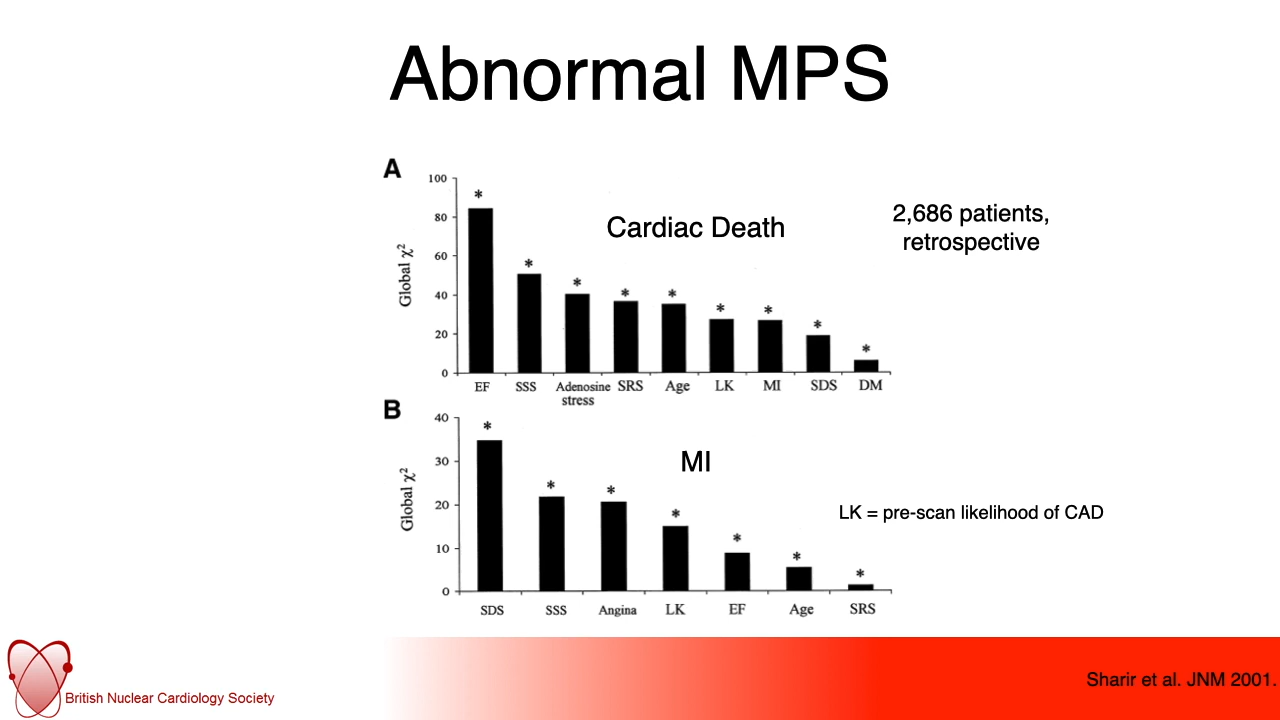 Abnormal MPS
A
100
80
60
40
20
0
Global χ²
Cardiac Death
2,686 patients,
retrospective
* * * * * * * * *
EF SSS Adenosine SRS Age LK MI SDS DM
stress
B
40
30
20
10
0
Global χ²
MI
LK = pre-scan likelihood of CAD
* * * * * * *
SDS SSS Angina LK EF Age SRS
British Nuclear Cardiology Society
Sharir et al. JNM 2001.